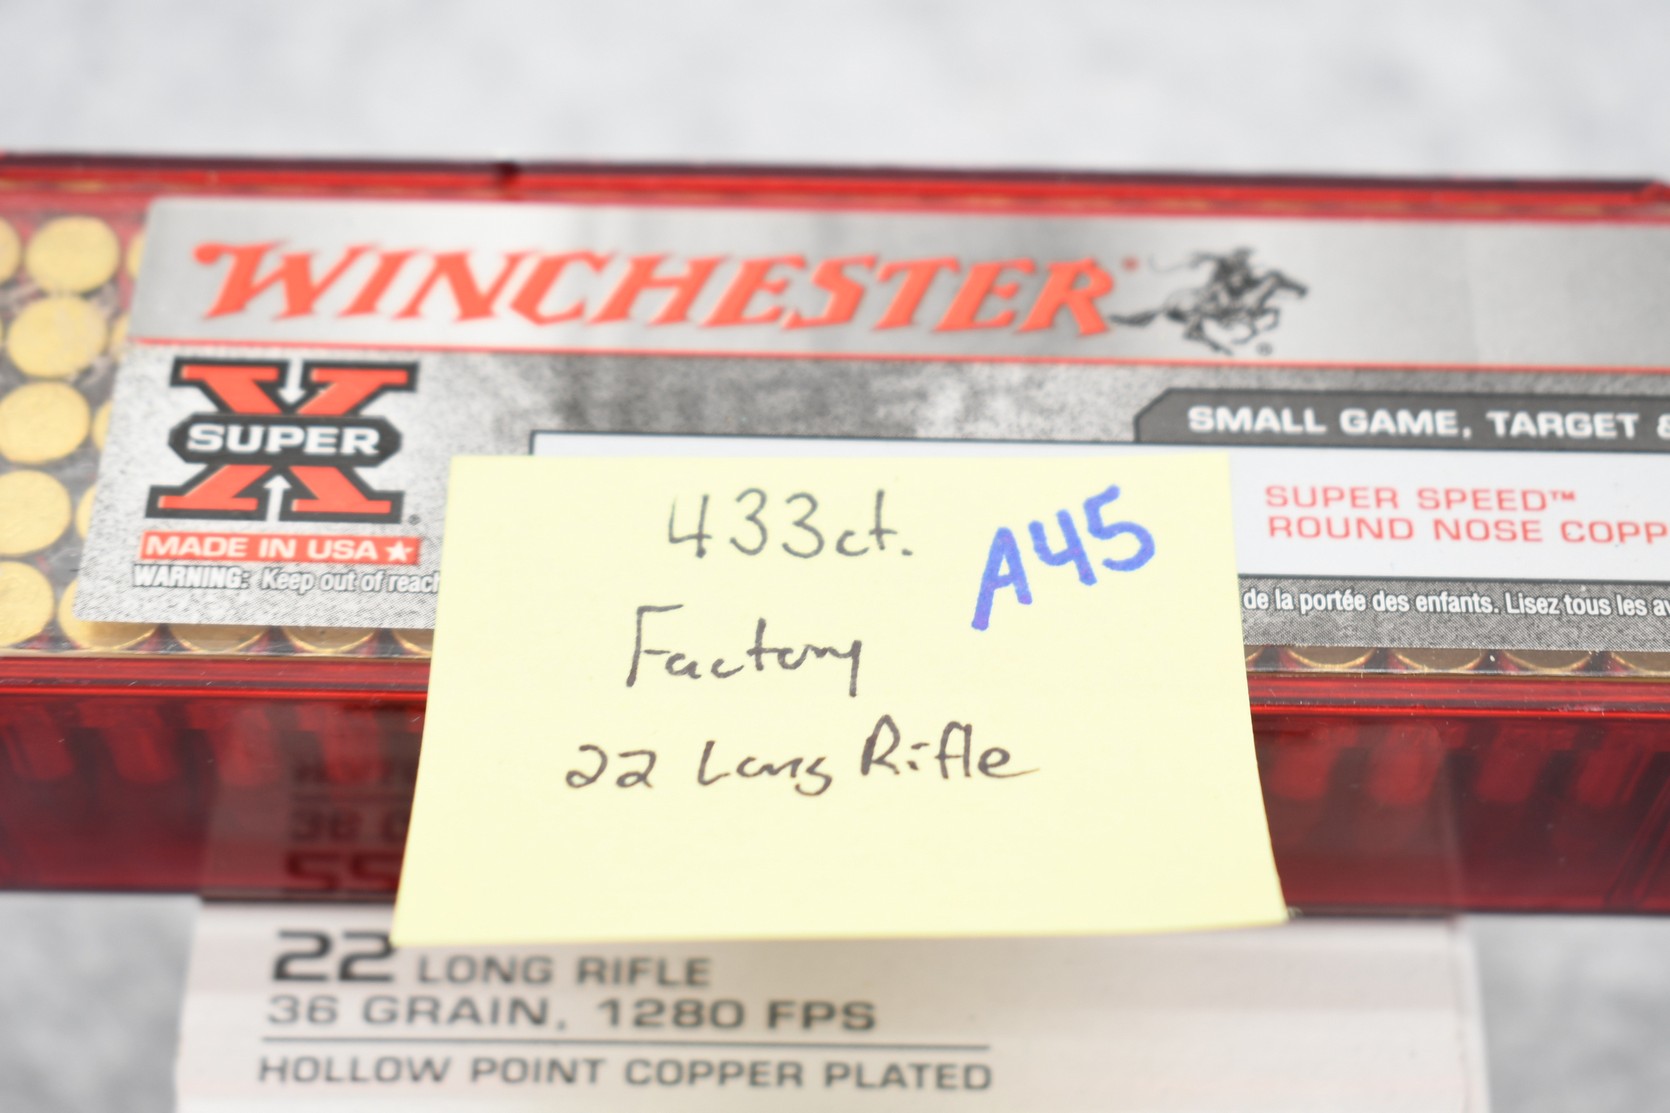 WINCHESTER®
SUPER X®
MADE IN USA
WARNING: Keep out of reach
SMALL GAME, TARGET &
SUPER SPEED™
ROUND NOSE COPP
de la portée des enfants. Lisez tous les av
433ct.
A45
Factory
22 Long Rifle
22 LONG RIFLE
36 GRAIN, 1280 FPS
HOLLOW POINT COPPER PLATED